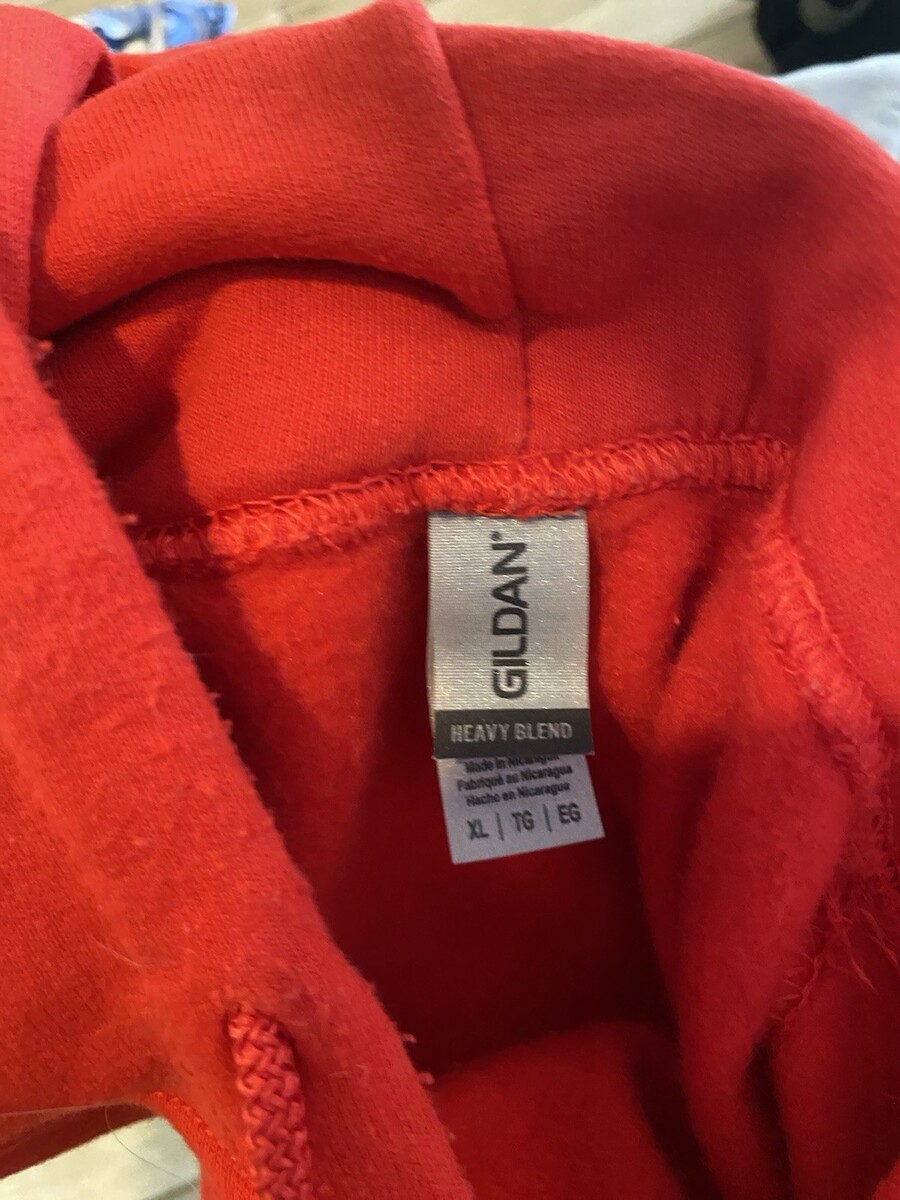 GILDAN®
HEAVY BLEND
Made in Nicaragua
Fabriqué au Nicaragua
Hecho en Nicaragua
XL | TG | EG